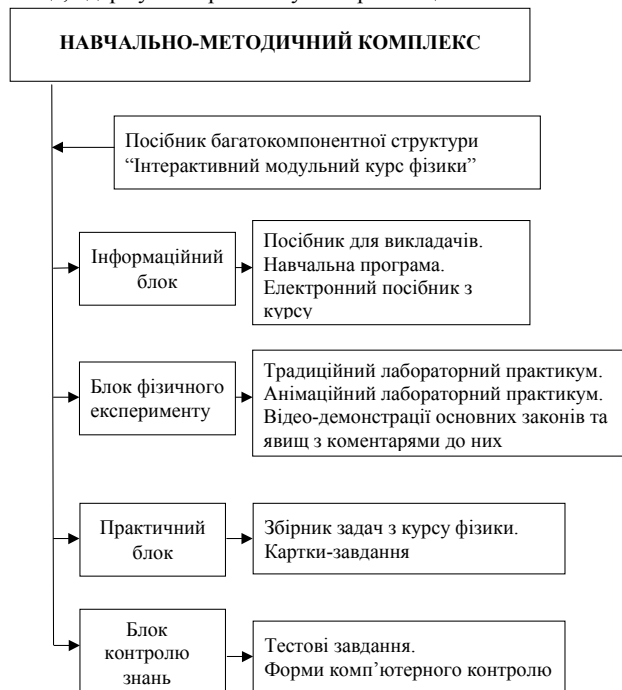 НАВЧАЛЬНО-МЕТОДИЧНИЙ КОМПЛЕКС
Посібник багатокомпонентної структури
“Інтерактивний модульний курс фізики”
Інформаційний
блок
Посібник для викладачів.
Навчальна програма.
Електронний посібник з
курсу
Блок фізичного
експерименту
Традиційний лабораторний практикум.
Анімаційний лабораторний практикум.
Відео-демонстрації основних законів та
явищ з коментарями до них
Практичний
блок
Збірник задач з курсу фізики.
Картки-завдання
Блок
контролю
знань
Тестові завдання.
Форми комп’ютерного контролю